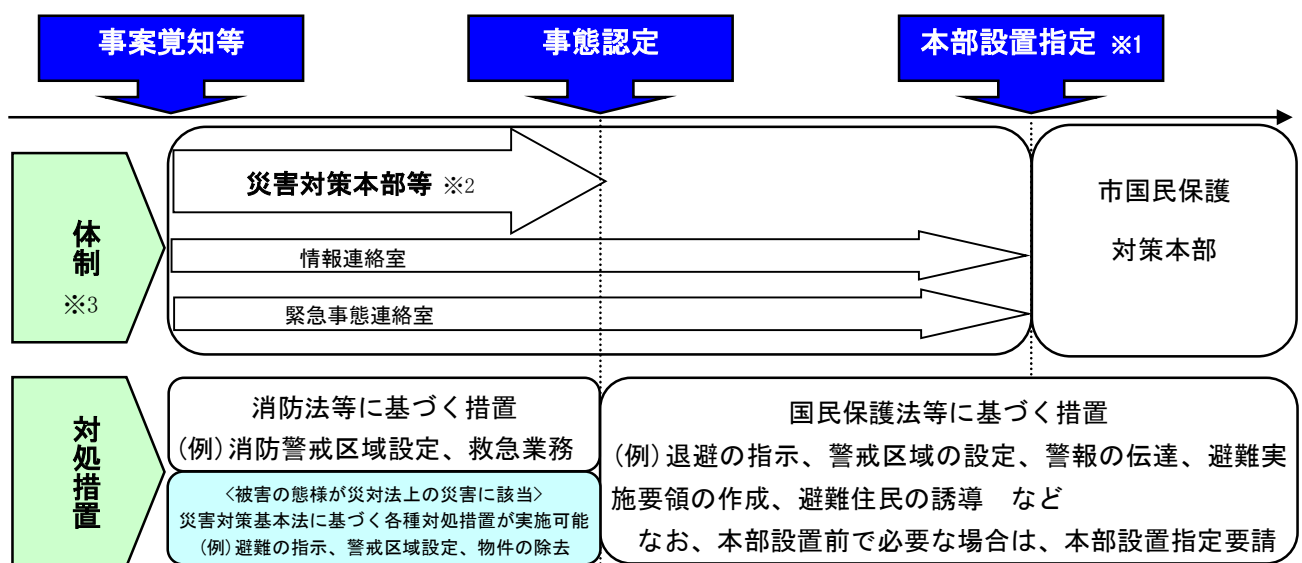 事案覚知等
事態認定
本部設置指定 ※1
体制
※3
災害対策本部等 ※2
情報連絡室
緊急事態連絡室
市国民保護
対策本部
対処措置
消防法等に基づく措置
(例)消防警戒区域設定、救急業務
〈被害の態様が災対法上の災害に該当〉
災害対策基本法に基づく各種対処措置が実施可能
(例)避難の指示、警戒区域設定、物件の除去
国民保護法等に基づく措置
(例)退避の指示、警戒区域の設定、警報の伝達、避難実
施要領の作成、避難住民の誘導　など
なお、本部設置前で必要な場合は、本部設置指定要請